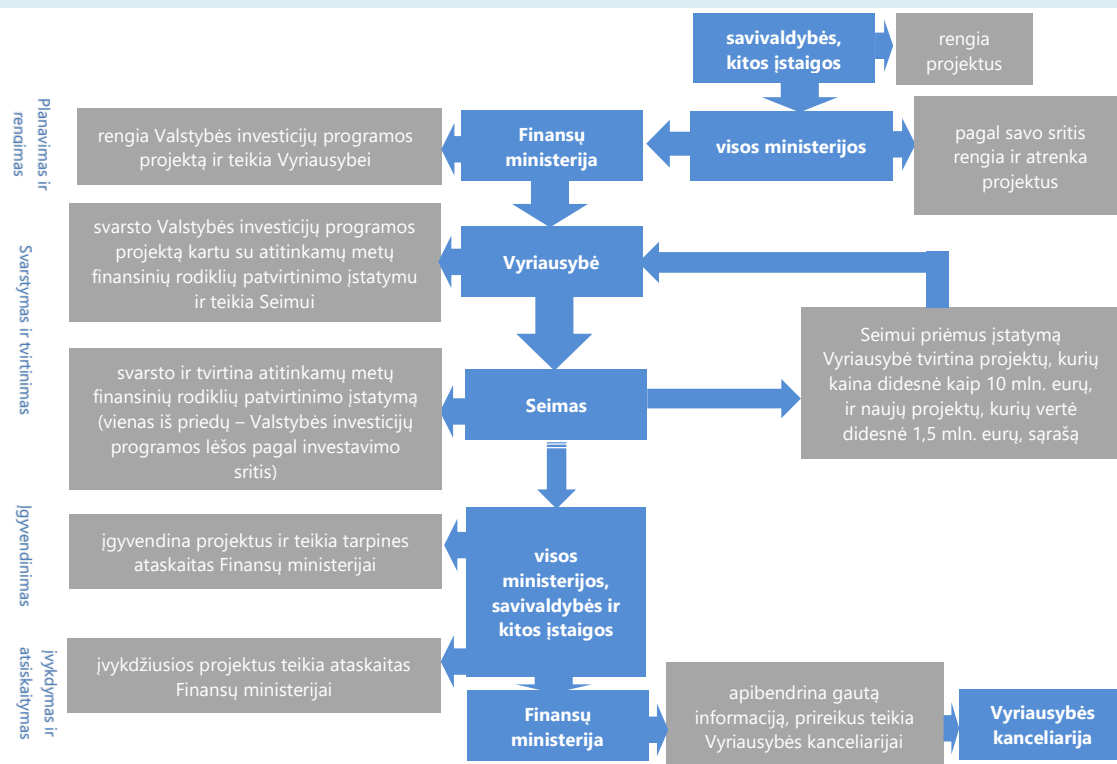 savivaldybės,
kitos įstaigos
rengia
projektus
Planavimas ir
rengimas
rengia Valstybės investicijų programos
projektą ir teikia Vyriausybei
Finansų
ministerija
visos ministerijos
pagal savo sritis
rengia ir atrenka
projektus
Svarstymas ir tvirtinimas
svarsto Valstybės investicijų programos
projektą kartu su atitinkamų metų
finansinių rodiklių patvirtinimo įstatymu
ir teikia Seimui
Vyriausybė
Seimui priėmus įstatymą
Vyriausybė tvirtina projektų, kurių
kaina didesnė kaip 10 mln. eurų,
ir naujų projektų, kurių vertė
didesnė 1,5 mln. eurų, sąrašą
svarsto ir tvirtina atitinkamų metų
finansinių rodiklių patvirtinimo įstatymą
(vienas iš priedų – Valstybės investicijų
programos lėšos pagal investavimo
sritis)
Seimas
Įgyvendinimas
įgyvendina projektus ir teikia tarpines
ataskaitas Finansų ministerijai
visos
ministerijos,
savivaldybės ir
kitos įstaigos
įvykdymas ir
atsiskaitymas
įvykdžiusios projektus teikia ataskaitas
Finansų ministerijai
Finansų
ministerija
apibendrina gautą
informaciją, prireikus teikia
Vyriausybės kanceliarijai
Vyriausybės
kanceliarija